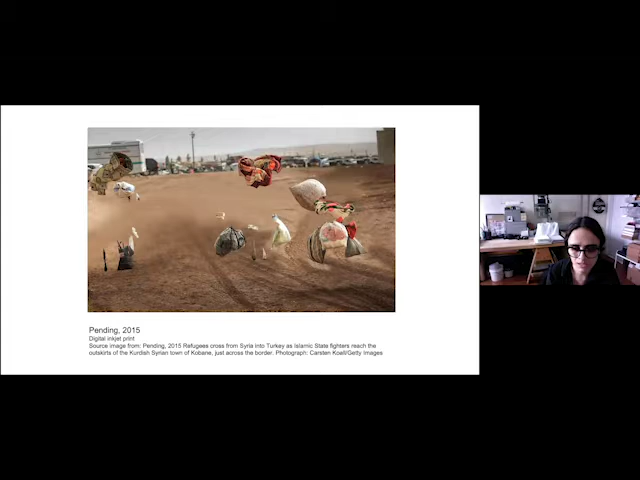 Pending, 2015
Digital inkjet print
Source image from: Pending, 2015 Refugees cross from Syria into Turkey as Islamic State fighters reach the
outskirts of the Kurdish Syrian town of Kobane, just across the border. Photograph: Carsten Koall/Getty Images